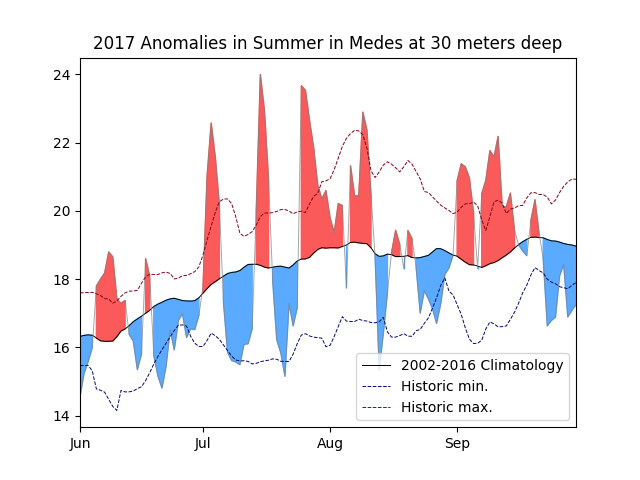 2017 Anomalies in Summer in Medes at 30 meters deep
24
22
20
18
16
14
Jun
Jul
Aug
Sep
2002-2016 Climatology
Historic min.
Historic max.